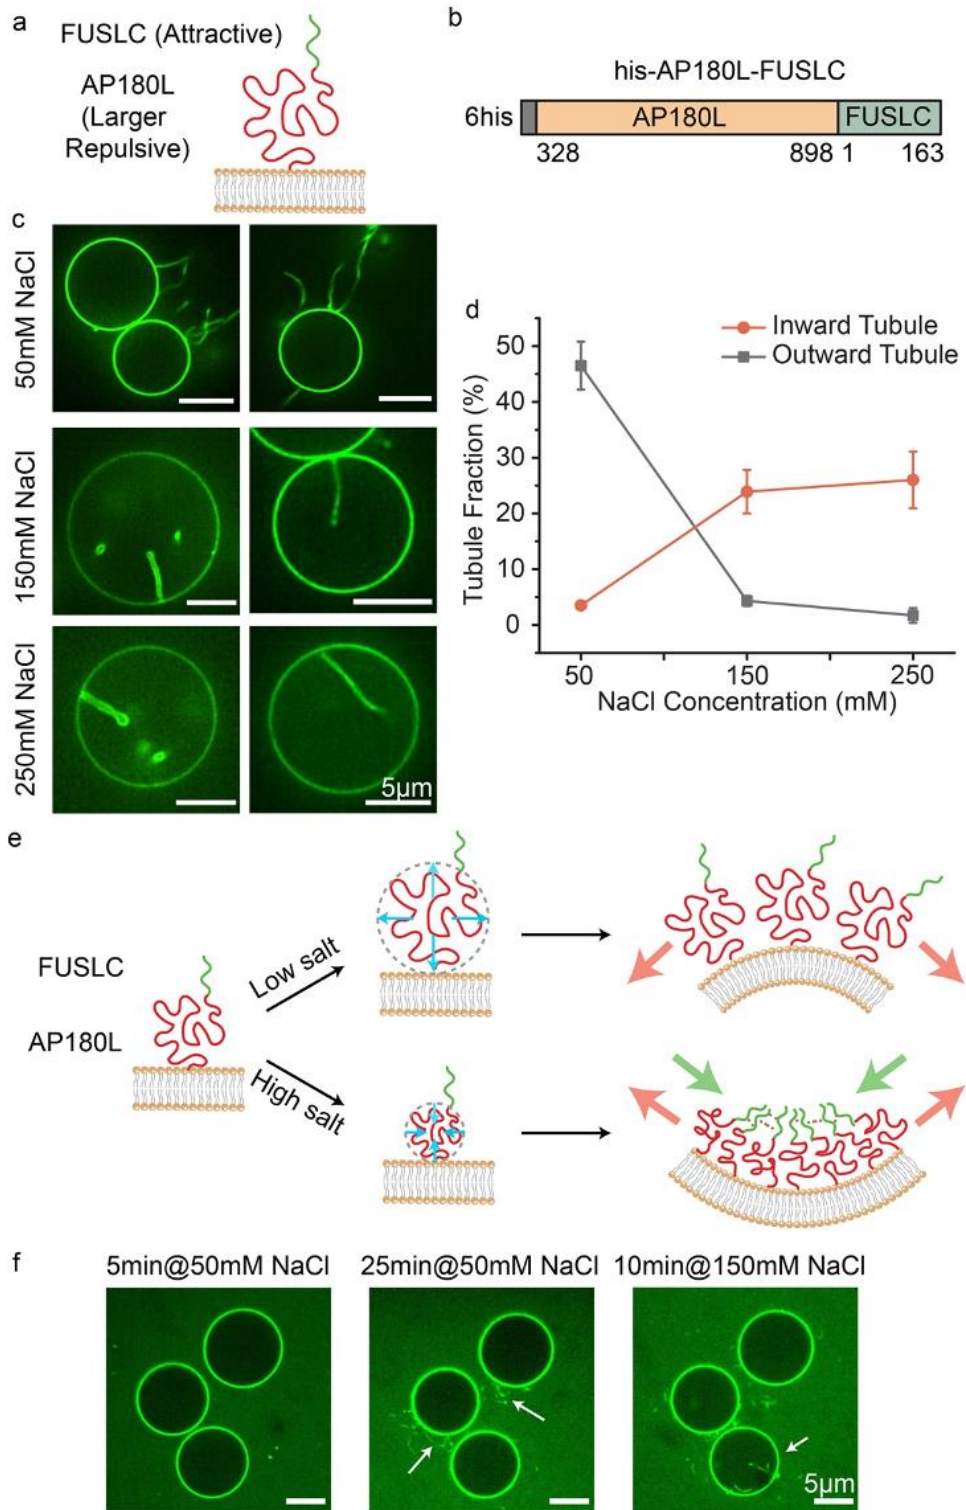 a
FUSLC (Attractive)
AP180L
(Larger
Repulsive)
b
his-AP180L-FUSLC
6his AP180L FUSLC
328 898 1 163
c
50mM NaCl
150mM NaCl
250mM NaCl
5μm
d
Inward Tubule
Outward Tubule
Tubule Fraction (%)
50
40
30
20
10
0
50 150 250
NaCl Concentration (mM)
e
FUSLC
AP180L
Low salt
High salt
f
5min@50mM NaCl 25min@50mM NaCl 10min@150mM NaCl
5μm